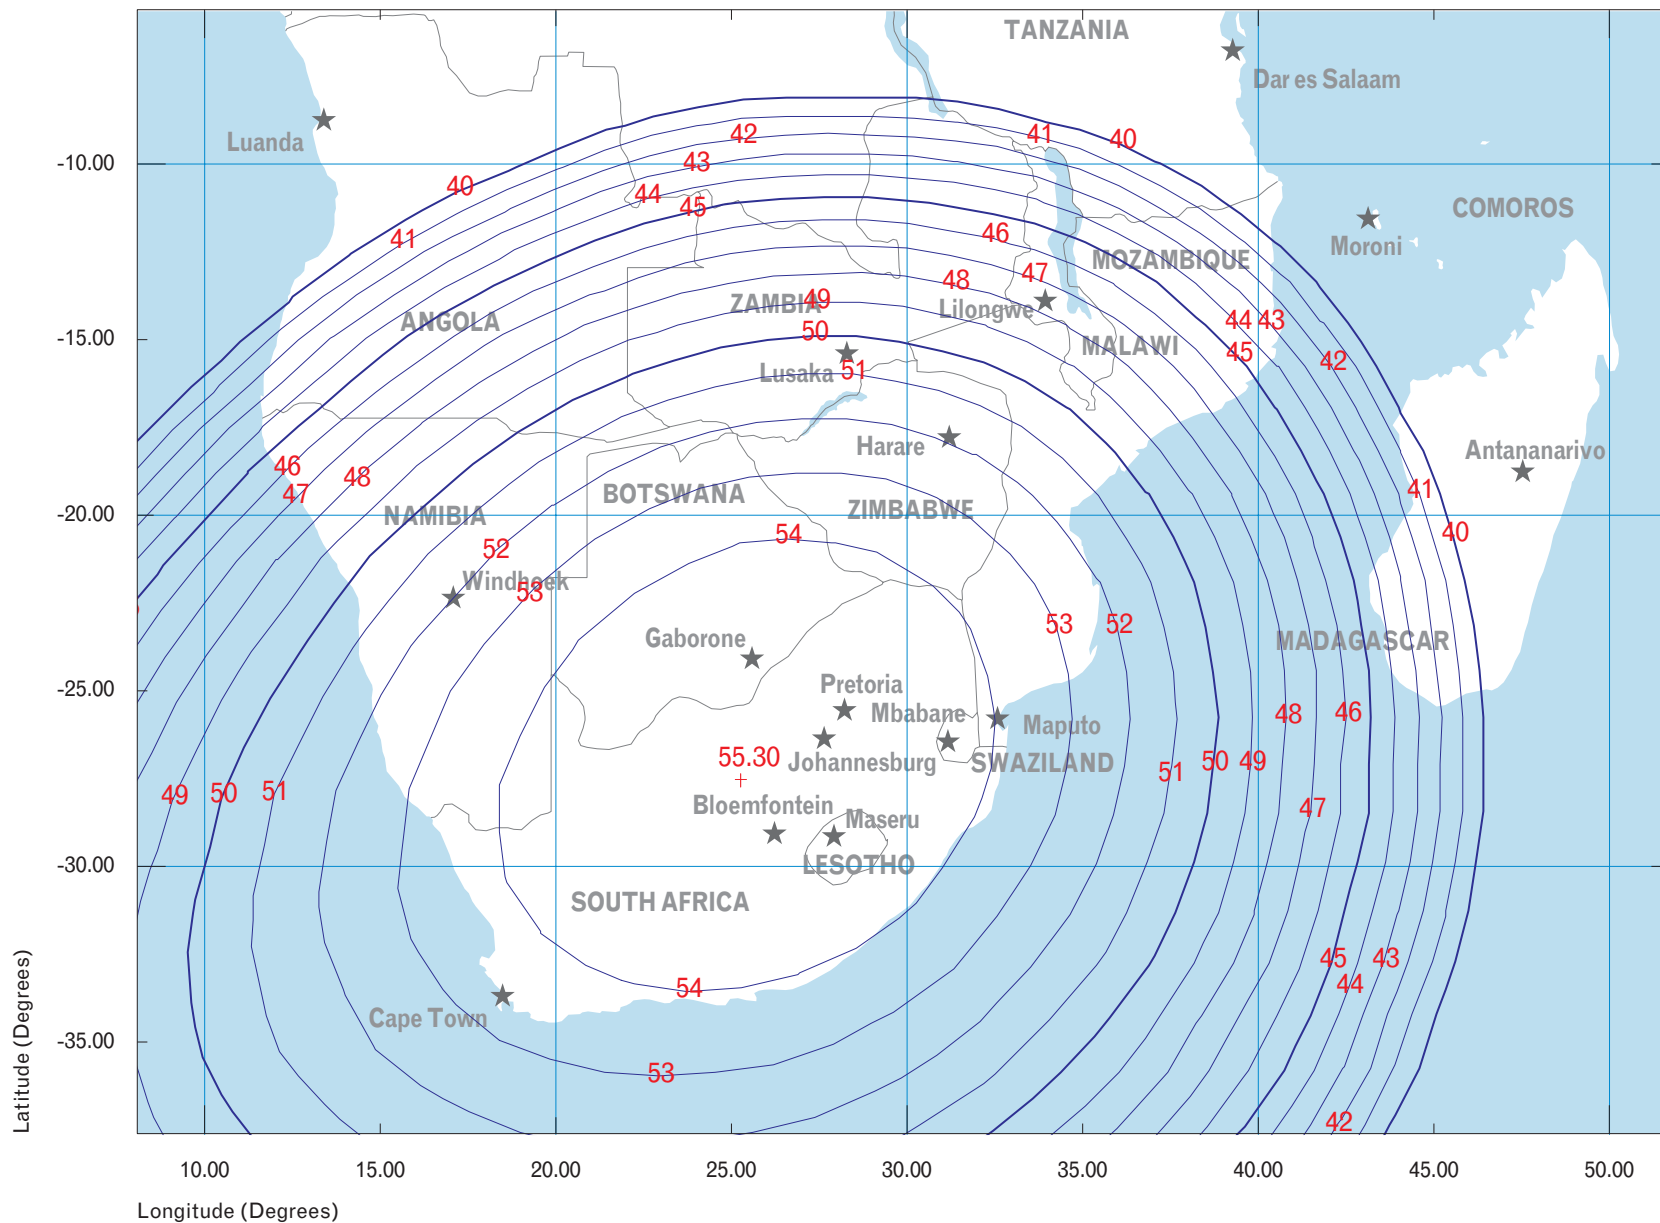 TANZANIA
Dar es Salaam
42
41
40
Luanda
-10.00
43
40
44
45
COMOROS
46
41
Moroni
MOZAMBIQUE
47
48
49
ZAMBIA
Lilongwe
44
43
ANGOLA
50
-15.00
MALAWI
45
42
51
Lusaka
Harare
Antananarivo
46
48
47
41
BOTSWANA
ZIMBABWE
NAMIBIA
-20.00
54
40
52
Windhoek
53
53
52
Gaborone
MADAGASCAR
Pretoria
-25.00
Mbabane
48
46
Maputo
55.30
Johannesburg
SWAZILAND
50
49
51
49
50
51
Bloemfontein
47
Maseru
-30.00
LESOTHO
SOUTH AFRICA
45
43
44
54
Cape Town
-35.00
53
42
Latitude (Degrees)
10.00
15.00
20.00
25.00
30.00
35.00
40.00
45.00
50.00
Longitude (Degrees)